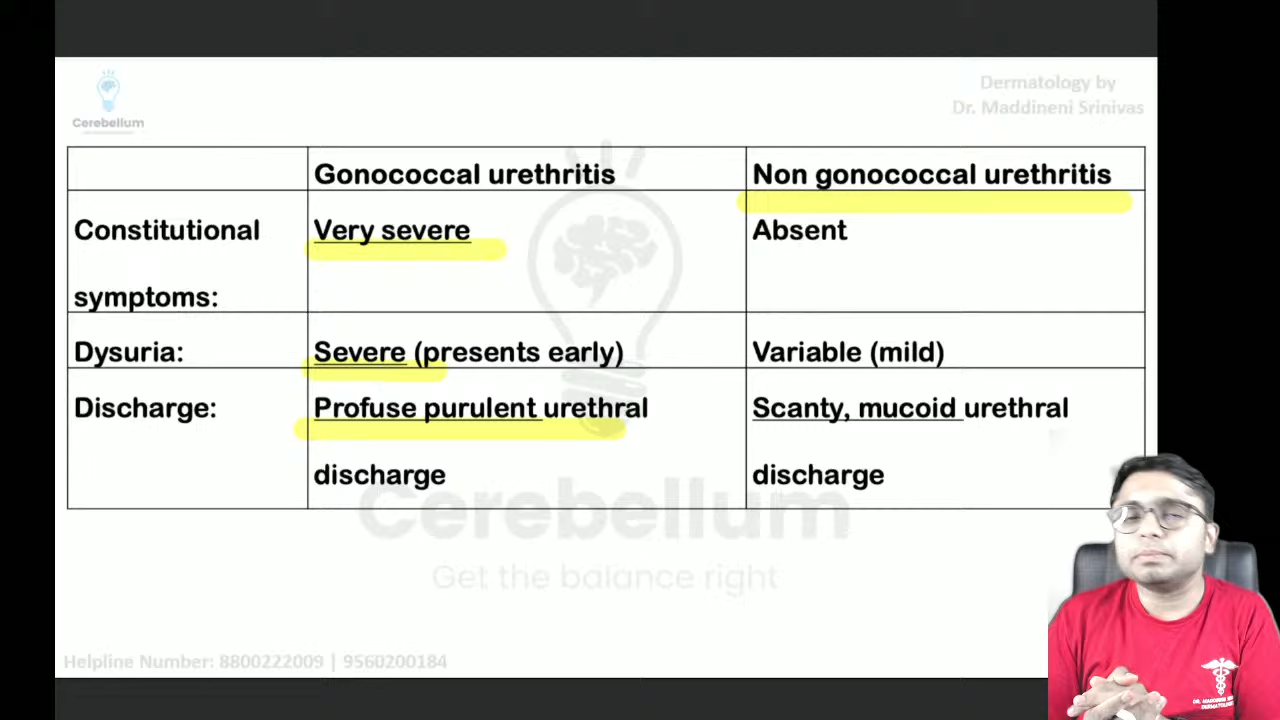 Cerebellum
Dermatology by
Dr. Maddineni Srinivas
Gonococcal urethritis
Non gonococcal urethritis
Constitutional
symptoms:
Very severe
Absent
Dysuria:
Severe (presents early)
Variable (mild)
Discharge:
Profuse purulent urethral
discharge
Scanty, mucoid urethral
discharge
Cerebellum
Get the balance right
Helpline Number: 8800222009 | 9560200184